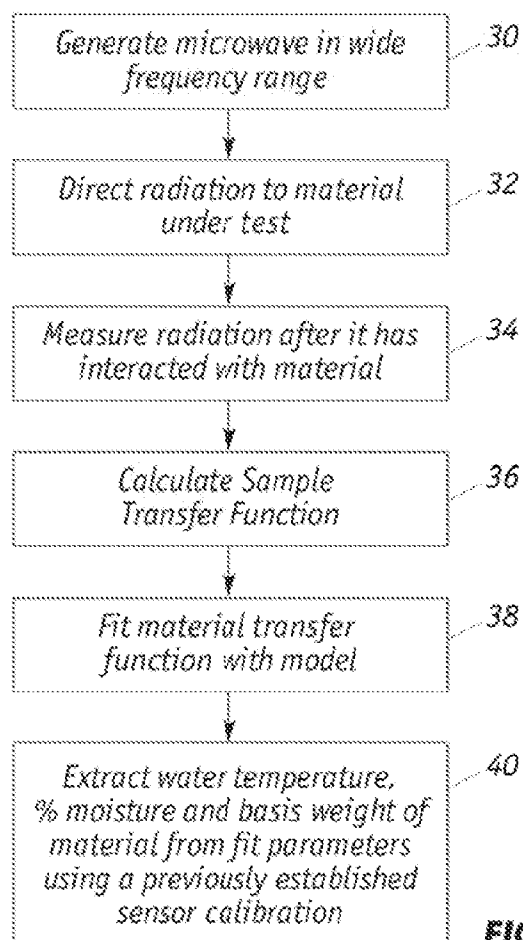 Generate microwave in wide
frequency range
30
Direct radiation to material
under test
32
Measure radiation after it has
interacted with material
34
Calculate Sample
Transfer Function
36
Fit material transfer
function with model
38
Extract water temperature,
% moisture and basis weight of
material from fit parameters
using a previously established
sensor calibration
40